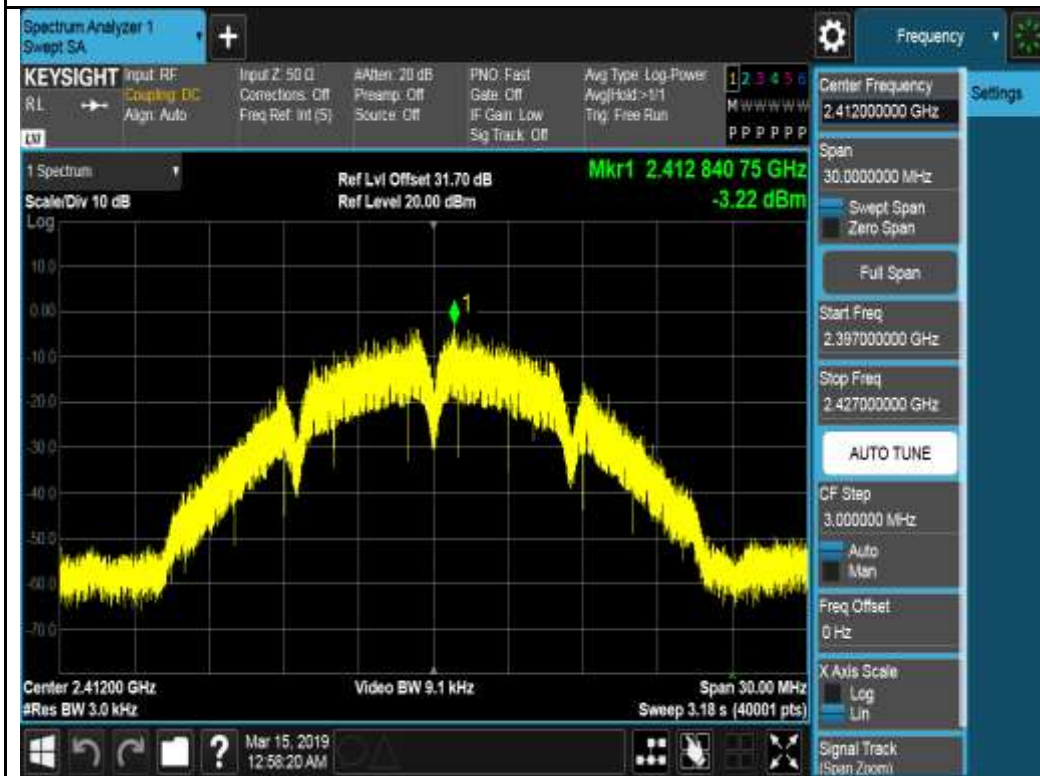 Spectrum Analyzer 1
Swept SA
+
Frequency
KEYSIGHT
RL
Input: RF
Coupling: DC
Align: Auto
Input Z: 50 Ω
Corrections: Off
Freq Ref: Int (S)
#Atten: 20 dB
Preamp: Off
Source: Off
PNO: Fast
Gate: Off
IF Gain: Low
Sig Track: Off
Avg Type: Log-Power
Avg|Hold:>1/1
Trig: Free Run
1 2 3 4 5 6
M W W W W W
P P P P P P
Center Frequency
2.412000000 GHz
Settings
Span
30.0000000 MHz
Swept Span
Zero Span
Full Span
Start Freq
2.397000000 GHz
Stop Freq
2.427000000 GHz
AUTO TUNE
CF Step
3.000000 MHz
Auto
Man
Freq Offset
0 Hz
X Axis Scale
Log
Lin
Signal Track
(Span Zoom)
1 Spectrum
Scale/Div 10 dB
Log
Ref Lvl Offset 31.70 dB
Ref Level 20.00 dBm
Mkr1 2.412 840 75 GHz
-3.22 dBm
1
10.0
0.00
-10.0
-20.0
-30.0
-40.0
-50.0
-60.0
-70.0
Center 2.41200 GHz
#Res BW 3.0 kHz
Video BW 9.1 kHz
Span 30.00 MHz
Sweep 3.18 s (40001 pts)
?
Mar 15, 2019
12:58:20 AM